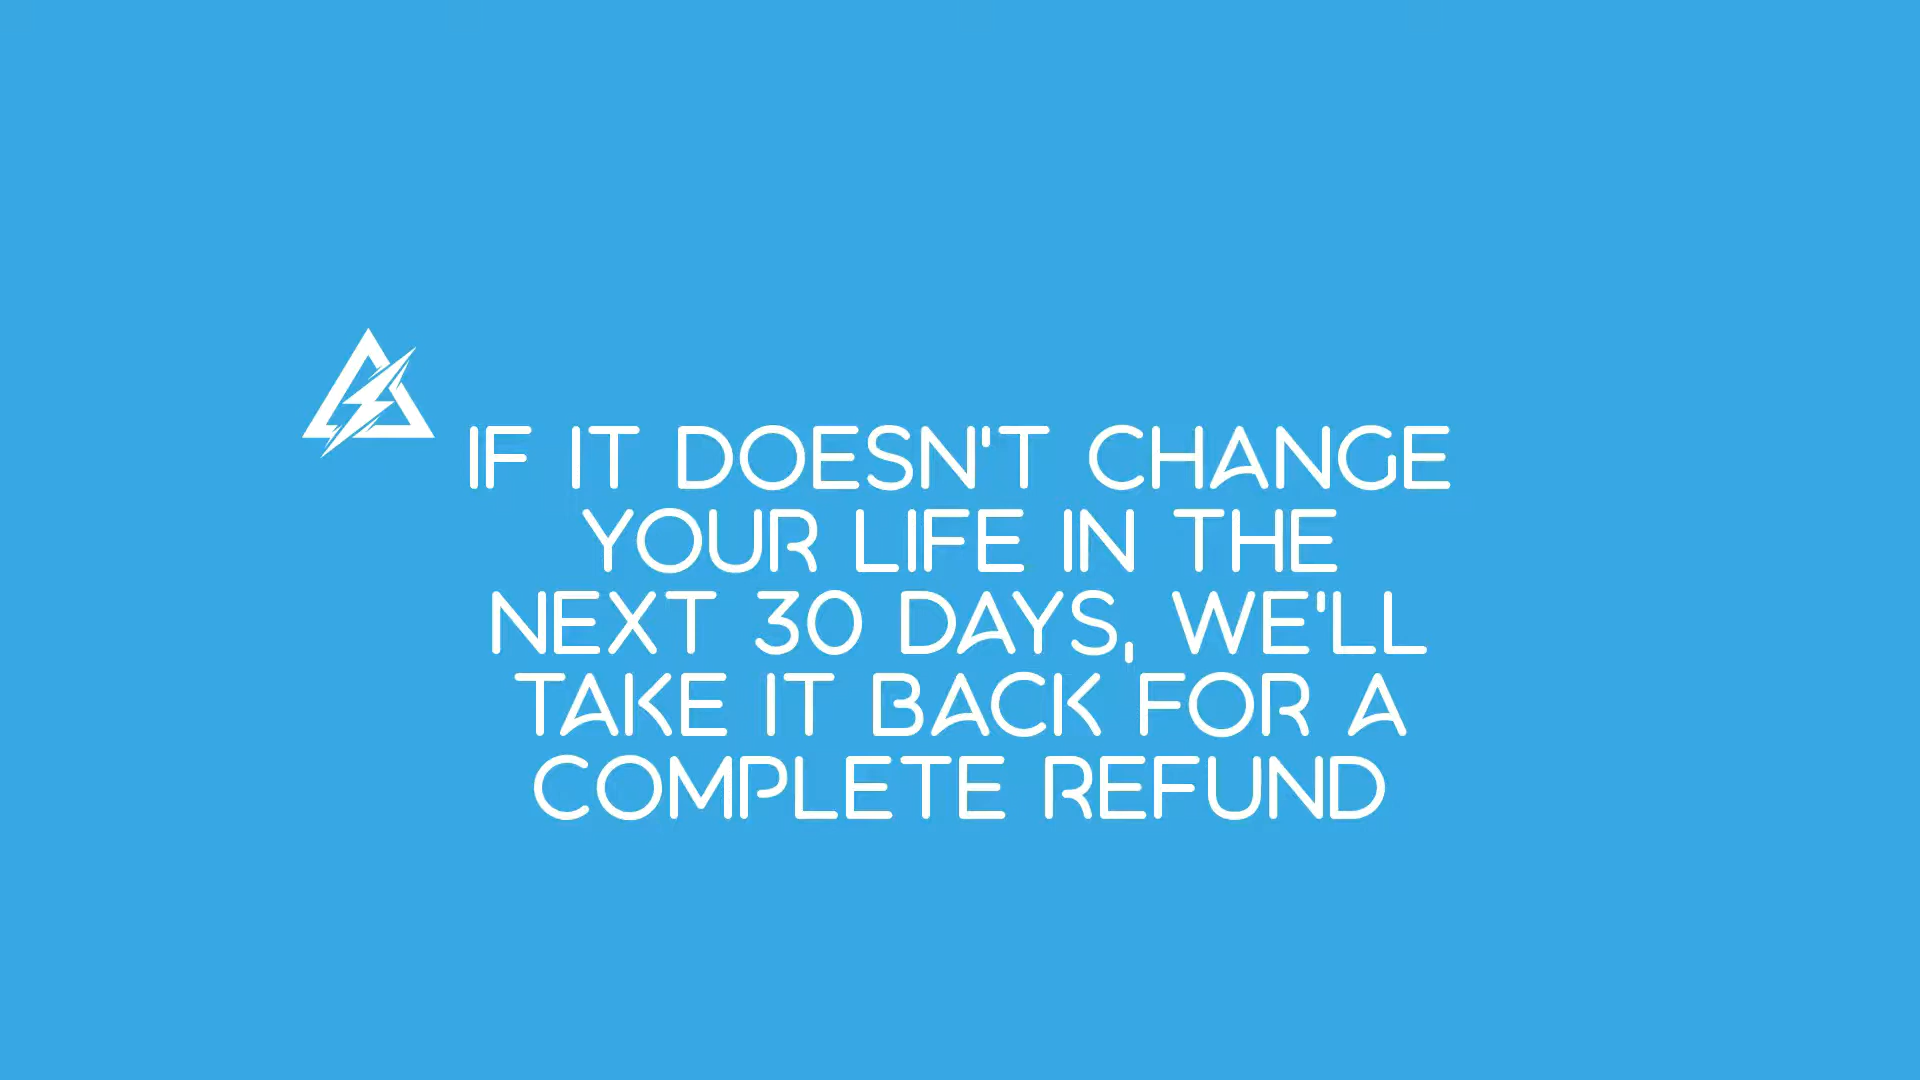 IF IT DOESN'T CHANGE
YOUR LIFE IN THE
NEXT 30 DAYS, WE'LL
TAKE IT BACK FOR A
COMPLETE REFUND